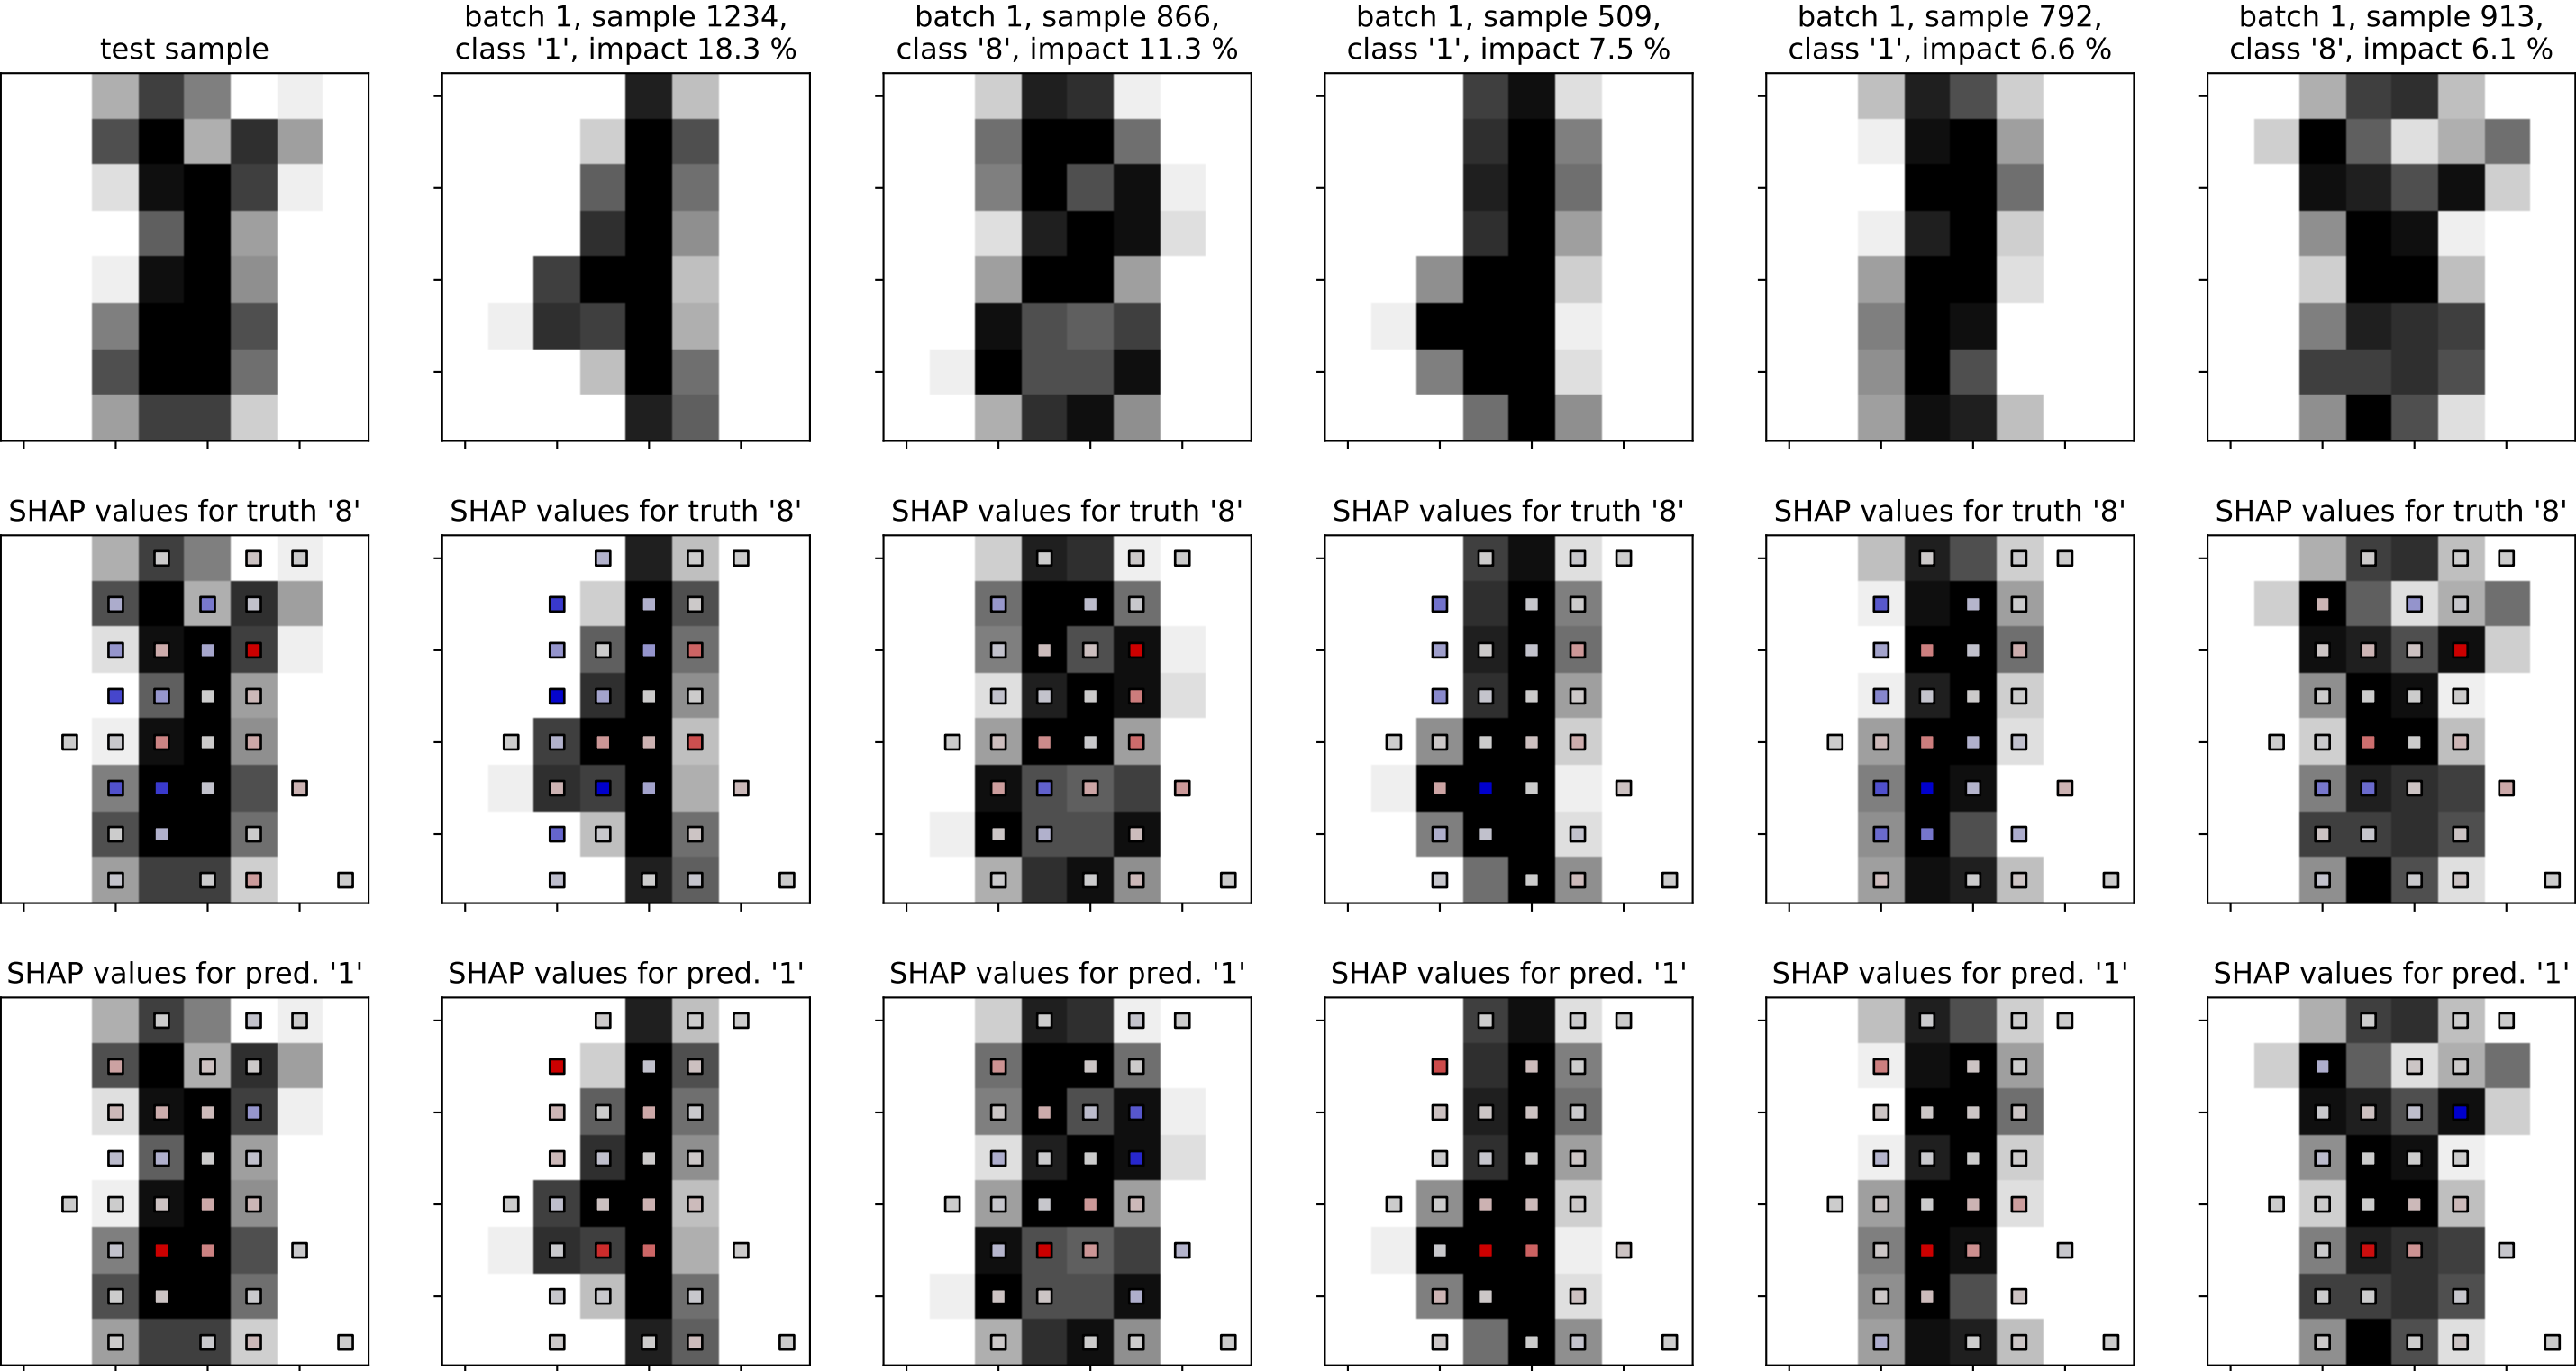 test sample
batch 1, sample 1234,
class '1', impact 18.3 %
batch 1, sample 866,
class '8', impact 11.3 %
batch 1, sample 509,
class '1', impact 7.5 %
batch 1, sample 792,
class '1', impact 6.6 %
batch 1, sample 913,
class '8', impact 6.1 %
SHAP values for truth '8'
SHAP values for truth '8'
SHAP values for truth '8'
SHAP values for truth '8'
SHAP values for truth '8'
SHAP values for truth '8'
SHAP values for pred. '1'
SHAP values for pred. '1'
SHAP values for pred. '1'
SHAP values for pred. '1'
SHAP values for pred. '1'
SHAP values for pred. '1'